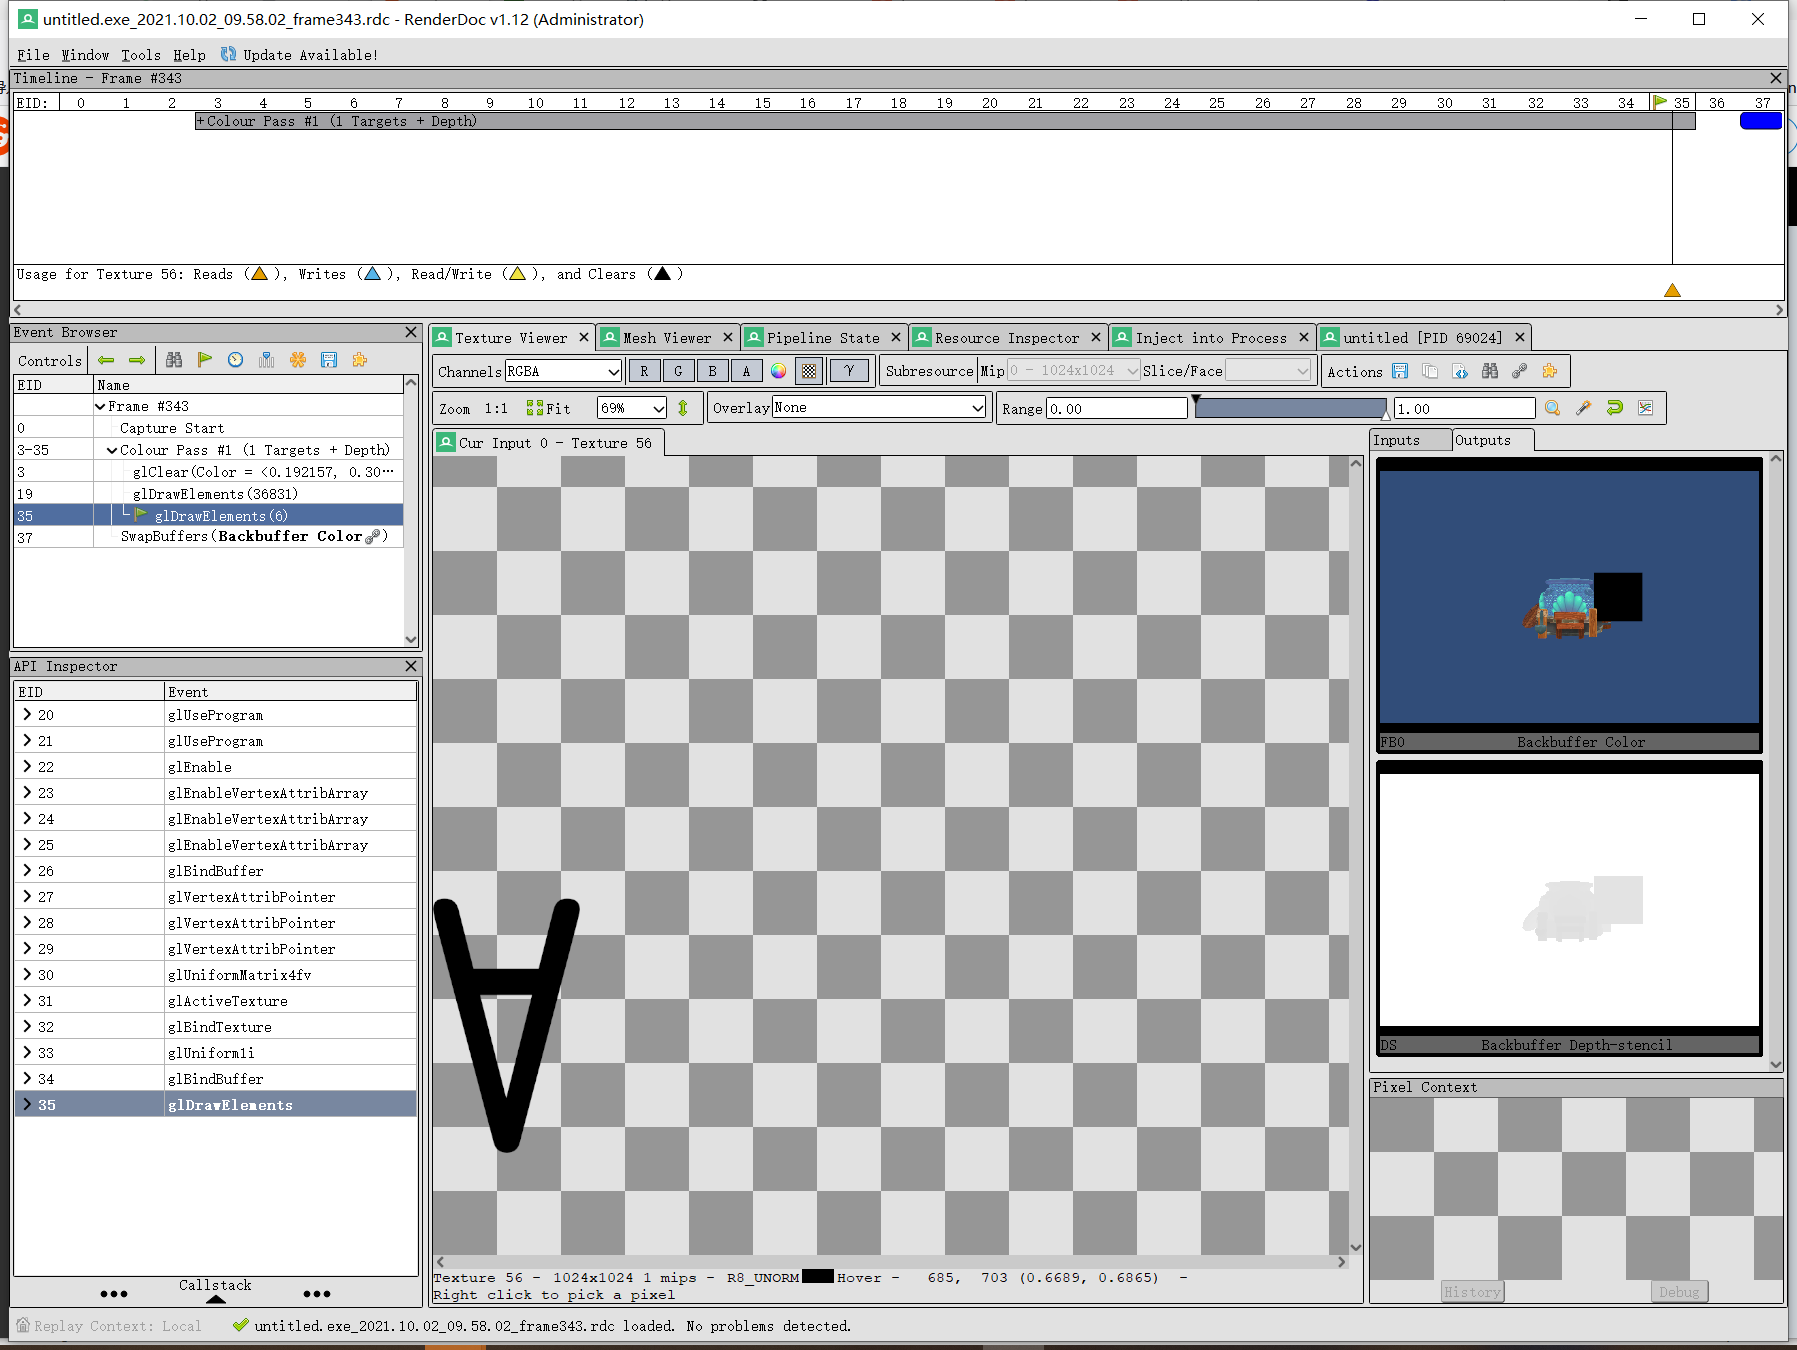 untitled.exe_2021.10.02_09.58.02_frame343.rdc - RenderDoc v1.12 (Administrator)
File Window Tools Help Update Available!
Timeline - Frame #343
EID: 0 1 2 3 4 5 6 7 8 9 10 11 12 13 14 15 16 17 18 19 20 21 22 23 24 25 26 27 28 29 30 31 32 33 34 35 36 37
+Colour Pass #1 (1 Targets + Depth)
Usage for Texture 56: Reads ( ), Writes ( ), Read/Write ( ), and Clears ( )
Event Browser
Controls
EID Name
Frame #343
0 Capture Start
3-35 Colour Pass #1 (1 Targets + Depth)
3 glClear(Color = <0.192157, 0.30···
19 glDrawElements(36831)
35 glDrawElements(6)
37 SwapBuffers(Backbuffer Color )
API Inspector
EID Event
20 glUseProgram
21 glUseProgram
22 glEnable
23 glEnableVertexAttribArray
24 glEnableVertexAttribArray
25 glEnableVertexAttribArray
26 glBindBuffer
27 glVertexAttribPointer
28 glVertexAttribPointer
29 glVertexAttribPointer
30 glUniformMatrix4fv
31 glActiveTexture
32 glBindTexture
33 glUniform1i
34 glBindBuffer
35 glDrawElements
Callstack
Texture Viewer Mesh Viewer Pipeline State Resource Inspector Inject into Process untitled [PID 69024]
Channels RGBA R G B A γ Subresource Mip 0 - 1024x1024 Slice/Face Actions
Zoom 1:1 Fit 69% Overlay None Range 0.00 1.00
Cur Input 0 - Texture 56
A
Texture 56 - 1024x1024 1 mips - R8_UNORM Hover - 685, 703 (0.6689, 0.6865) -
Right click to pick a pixel
Inputs Outputs
FB0 Backbuffer Color
DS Backbuffer Depth-stencil
Pixel Context
History Debug
Replay Context: Local untitled.exe_2021.10.02_09.58.02_frame343.rdc loaded. No problems detected.